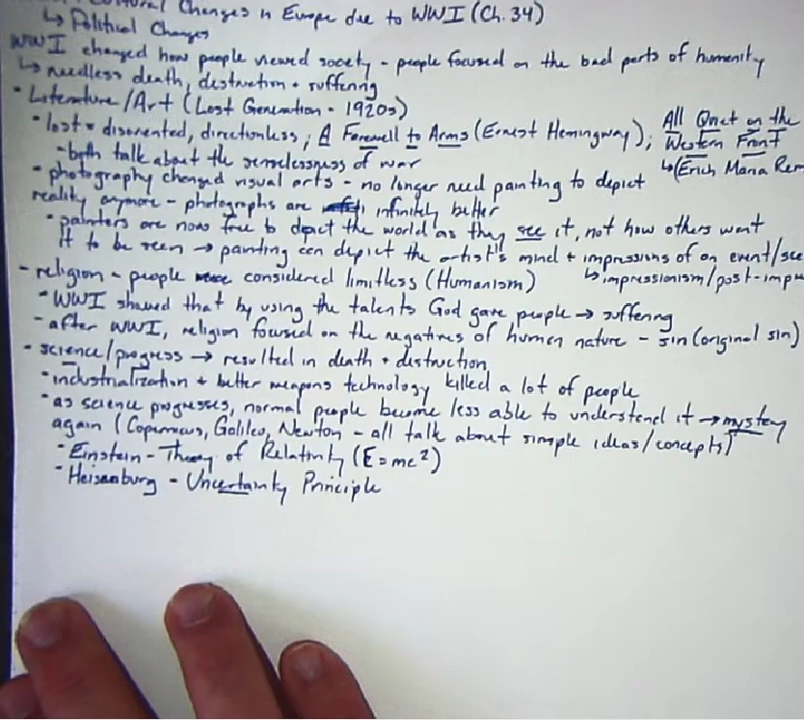 Cultural Changes in Europe due to WWI (Ch. 34)
↳ Political Changes
WWI changed how people viewed society - people focused on the bad parts of humanity
↳ needless death, destruction + suffering
• Literature/Art (Lost Generation - 1920s)
• lost = disoriented, directionless; A Farewell to Arms (Ernest Hemingway); All Quiet on the
Western Front
- both talk about the senselessness of war
↳(Erich Maria Rem
• photography changed visual arts - no longer need painting to depict
reality anymore - photographs are infinitely better
• painters are now free to depict the world as they see it, not how others want
it to be seen → painting can depict the artist's mind + impressions of an event/sce
↳impressionism/post-impr
- religion - people were considered limitless (Humanism)
• WWI showed that by using the talents God gave people → suffering
- after WWI, religion focused on the negatives of human nature - sin (original sin)
- science/progress → resulted in death + destruction
• industrialization + better weapons technology killed a lot of people
• as science progresses, normal people become less able to understand it → mystery
again (Copernicus, Galileo, Newton - all talk about simple ideas/concepts)
• Einstein - Theory of Relativity (E=mc²)
• Heisenburg - Uncertainty Principle